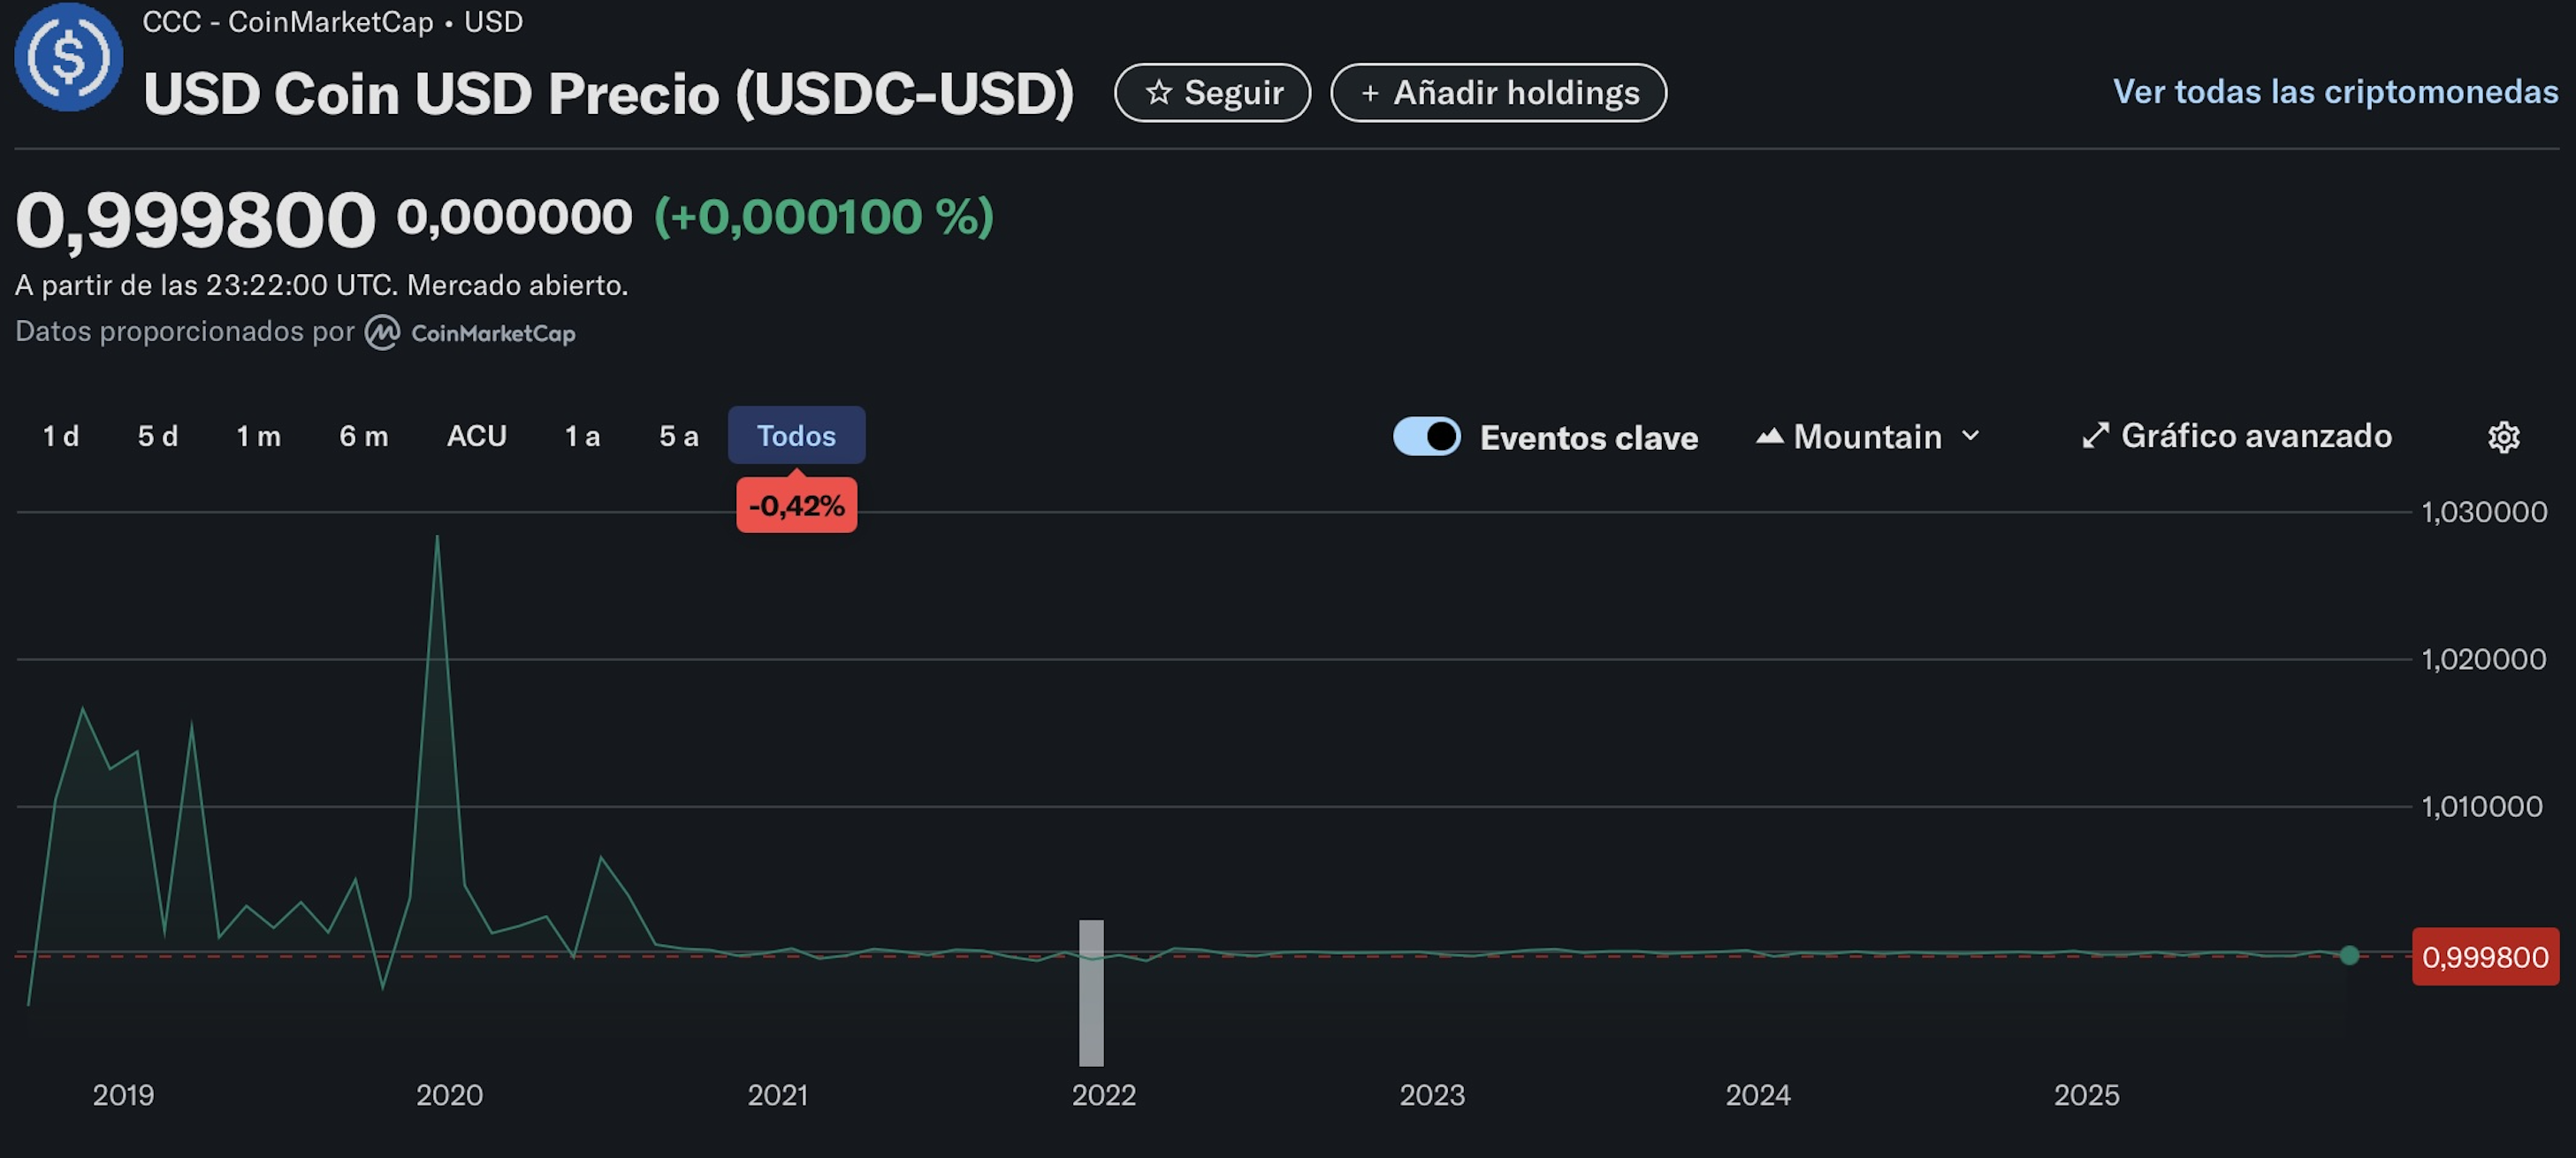 CCC - CoinMarketCap • USD
USD Coin USD Precio (USDC-USD)
Seguir
+ Añadir holdings
Ver todas las criptomonedas
0,999800 0,000000 (+0,000100 %)
A partir de las 23:22:00 UTC. Mercado abierto.
Datos proporcionados por CoinMarketCap
1 d 5 d 1 m 6 m ACU 1 a 5 a Todos
Eventos clave
Mountain
Gráfico avanzado
-0,42%
1,030000
1,020000
1,010000
0,999800
2019 2020 2021 2022 2023 2024 2025